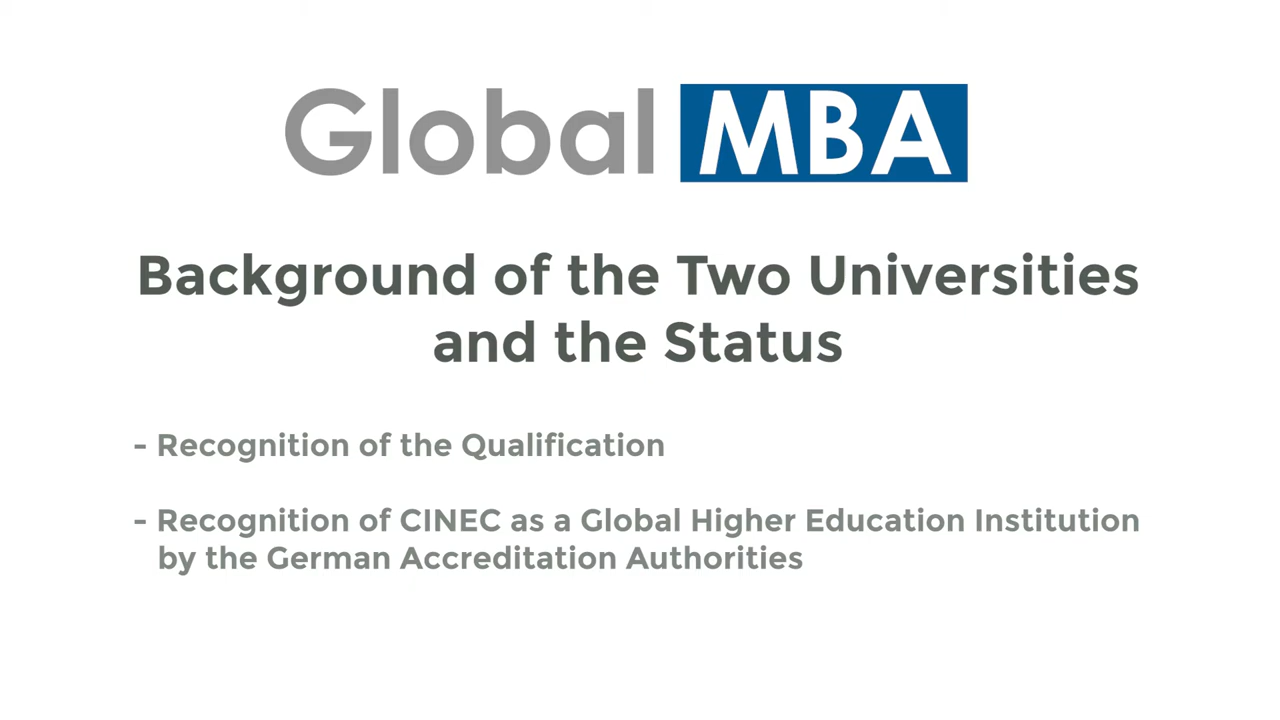 Global MBA
Background of the Two Universities
and the Status
- Recognition of the Qualification
- Recognition of CINEC as a Global Higher Education Institution
by the German Accreditation Authorities